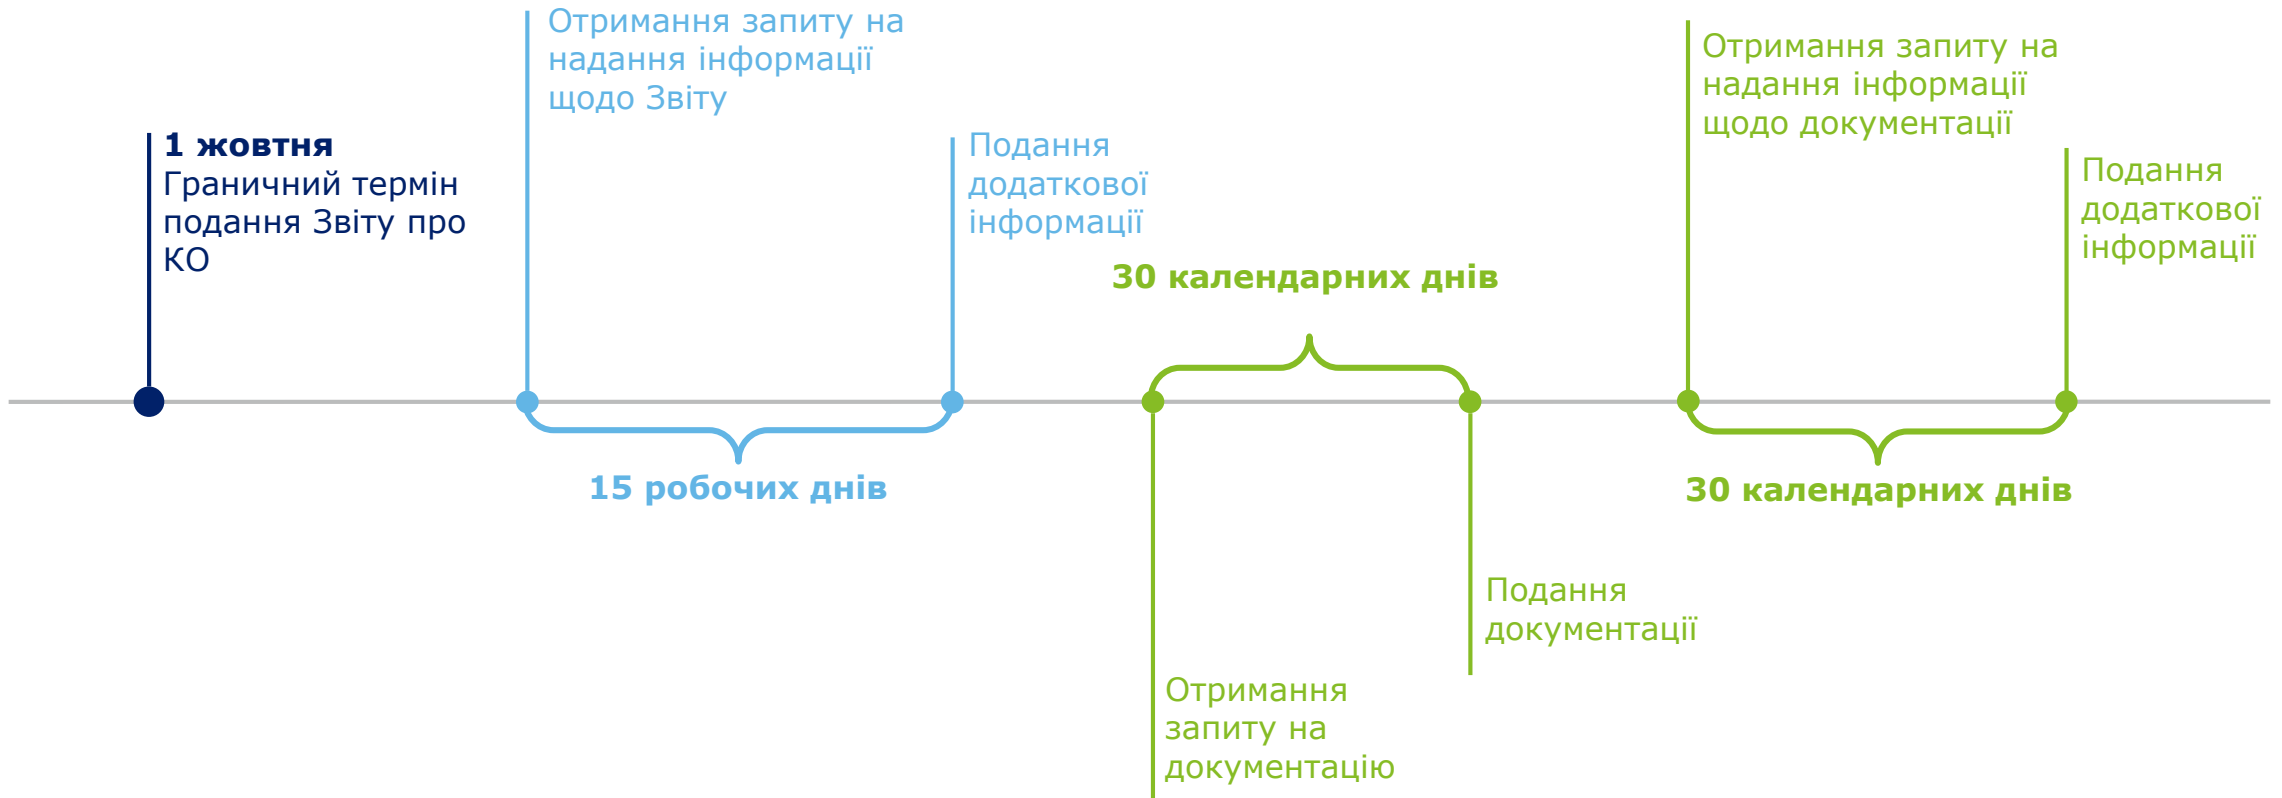 Отримання запиту на
надання інформації
щодо Звіту
1 жовтня
Граничний термін
подання Звіту про
КО
Подання
додаткової
інформації
Отримання запиту на
надання інформації
щодо документації
Подання
додаткової
інформації
30 календарних днів
15 робочих днів
30 календарних днів
Подання
документації
Отримання
запиту на
документацію